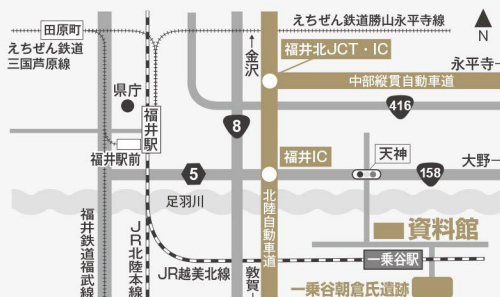 田原町
えちぜん鉄道勝山永平寺線
N
えちぜん鉄道
三国芦原線
←金沢
福井北JCT・IC
永平寺→
中部縦貫自動車道
県庁
416
福井駅
8
福井駅前
福井IC
天神
大野→
5
158
足羽川
北陸自動車道
資料館
福井鉄道福武線
JR北陸本線
一乗谷駅
JR越美北線
敦賀→
一乗谷朝倉氏遺跡